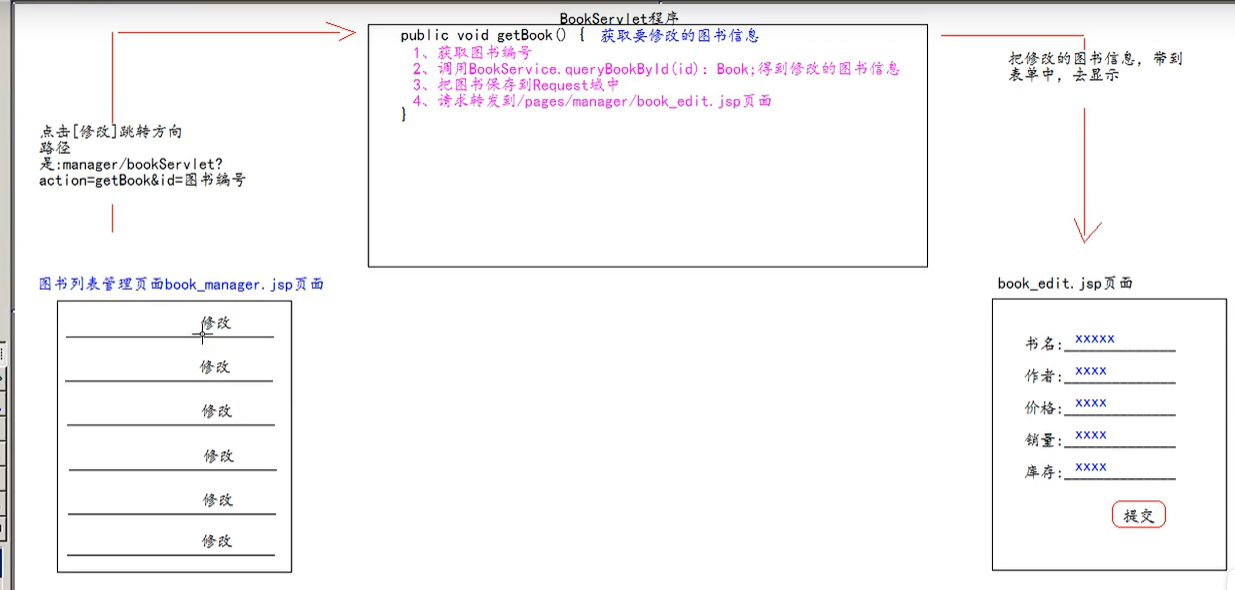 BookServlet程序
public void getBook() { 获取要修改的图书信息
1、获取图书编号
2、调用BookService.queryBookById(id): Book;得到修改的图书信息
3、把图书保存到Request域中
4、请求转发到/pages/manager/book_edit.jsp页面
}
点击[修改]跳转方向
路径
是:manager/bookServlet?
action=getBook&id=图书编号
把修改的图书信息，带到
表单中，去显示
图书列表管理页面book_manager.jsp页面
修改
修改
修改
修改
修改
修改
book_edit.jsp页面
书名: xxxxx
作者: xxxx
价格: xxxx
销量: xxxx
库存: xxxx
提交